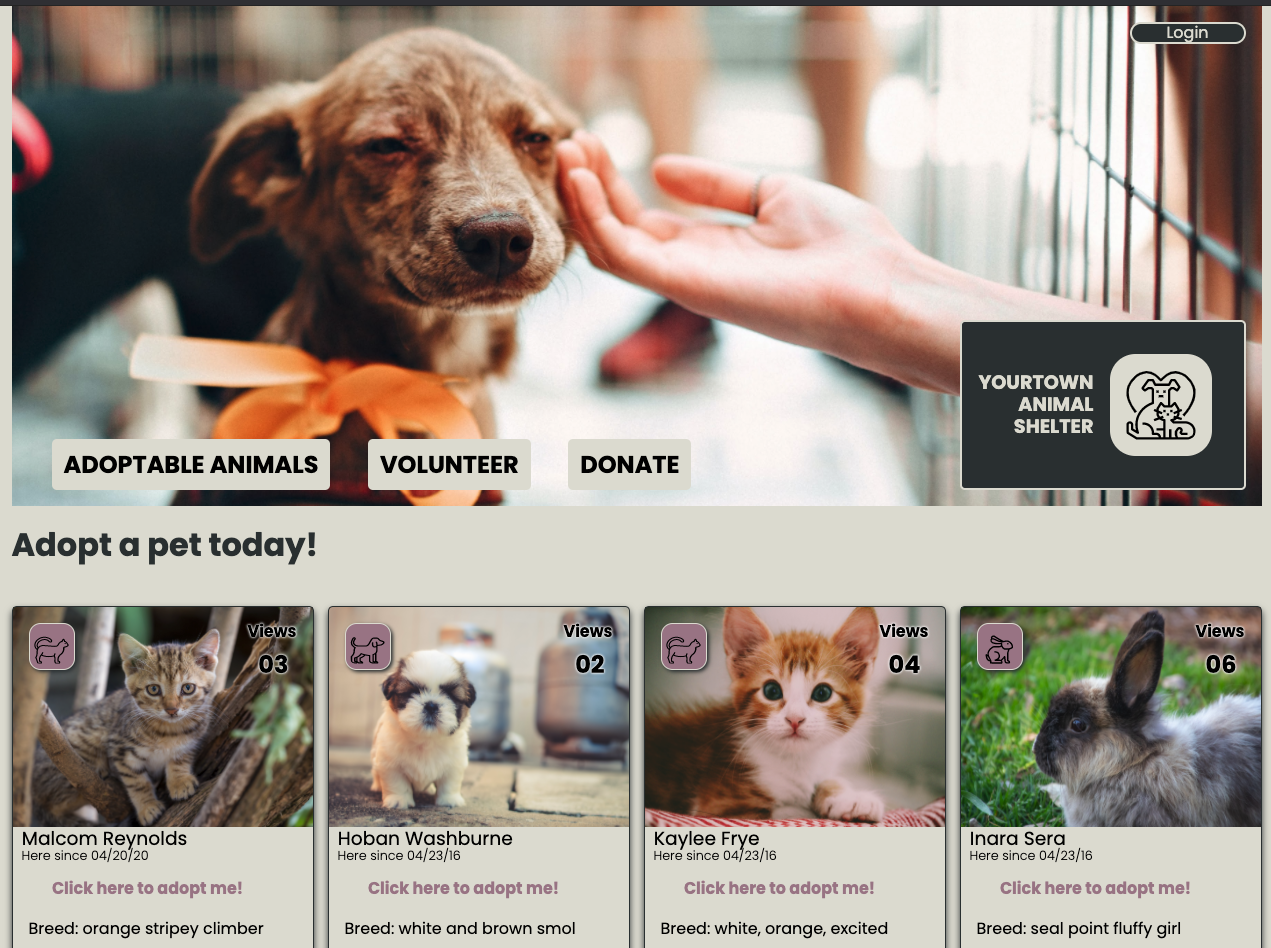 Login
YOURTOWN
ANIMAL
SHELTER
ADOPTABLE ANIMALS
VOLUNTEER
DONATE
Adopt a pet today!
Views
03
Malcom Reynolds
Here since 04/20/20
Click here to adopt me!
Breed: orange stripey climber
Views
02
Hoban Washburne
Here since 04/23/16
Click here to adopt me!
Breed: white and brown smol
Views
04
Kaylee Frye
Here since 04/23/16
Click here to adopt me!
Breed: white, orange, excited
Views
06
Inara Sera
Here since 04/23/16
Click here to adopt me!
Breed: seal point fluffy girl